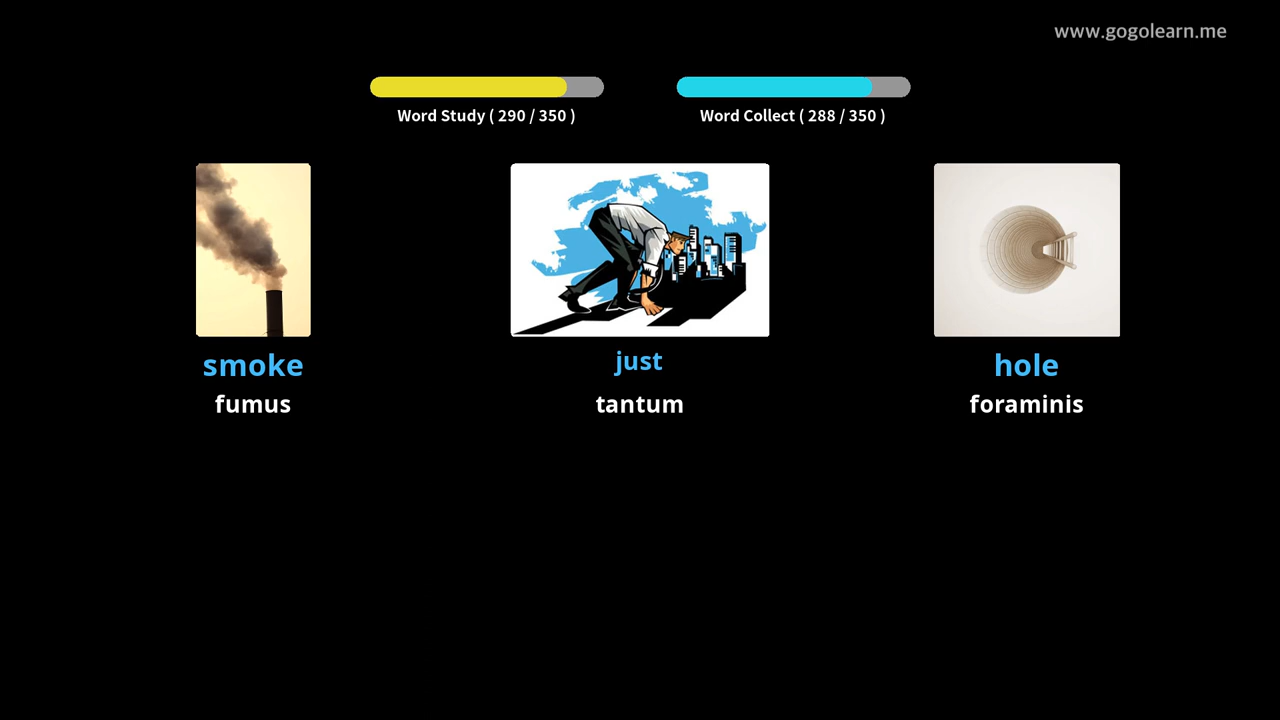 www.gogolearn.me
Word Study ( 290 / 350 )
Word Collect ( 288 / 350 )
smoke
fumus
just
tantum
hole
foraminis